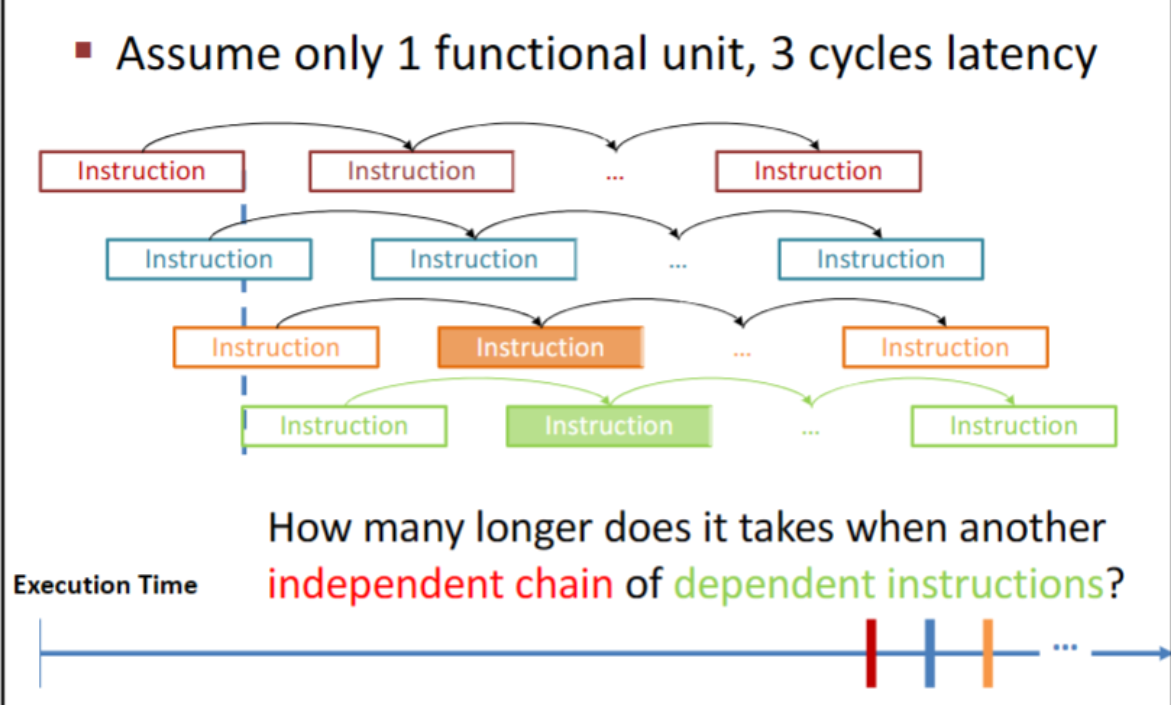 ▪ Assume only 1 functional unit, 3 cycles latency
Instruction Instruction ... Instruction
Instruction Instruction ... Instruction
Instruction Instruction ... Instruction
Instruction Instruction ... Instruction
How many longer does it takes when another
independent chain of dependent instructions?
Execution Time
...